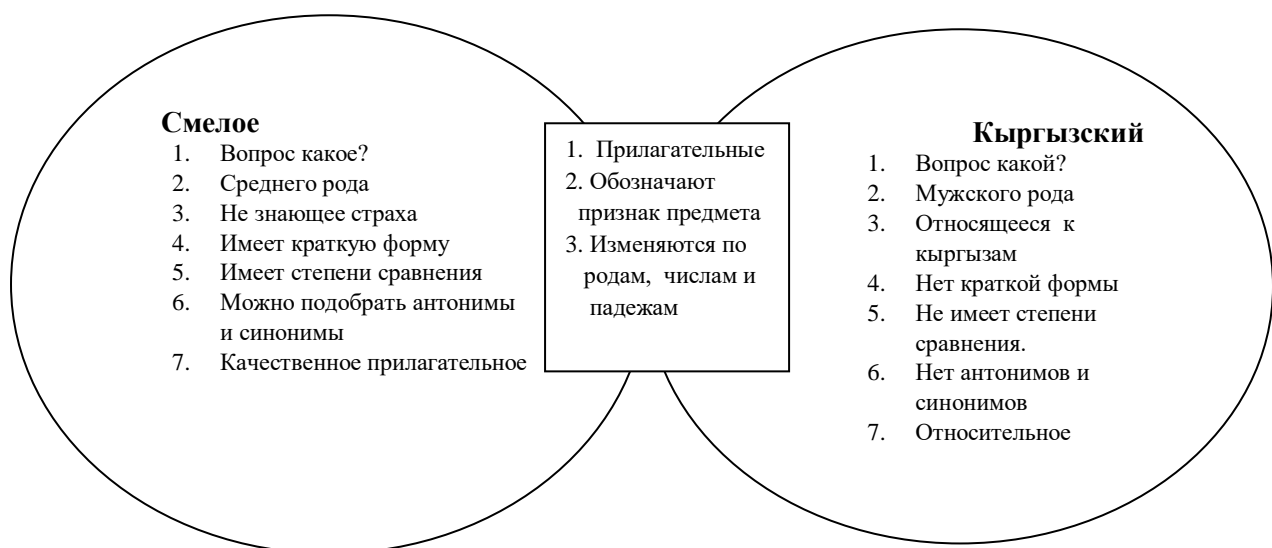 Смелое
1. Вопрос какое?
2. Среднего рода
3. Не знающее страха
4. Имеет краткую форму
5. Имеет степени сравнения
6. Можно подобрать антонимы
и синонимы
7. Качественное прилагательное
1. Прилагательные
2. Обозначают
признак предмета
3. Изменяются по
родам, числам и
падежам
Кыргызский
1. Вопрос какой?
2. Мужского рода
3. Относящееся к
кыргызам
4. Нет краткой формы
5. Не имеет степени
сравнения.
6. Нет антонимов и
синонимов
7. Относительное